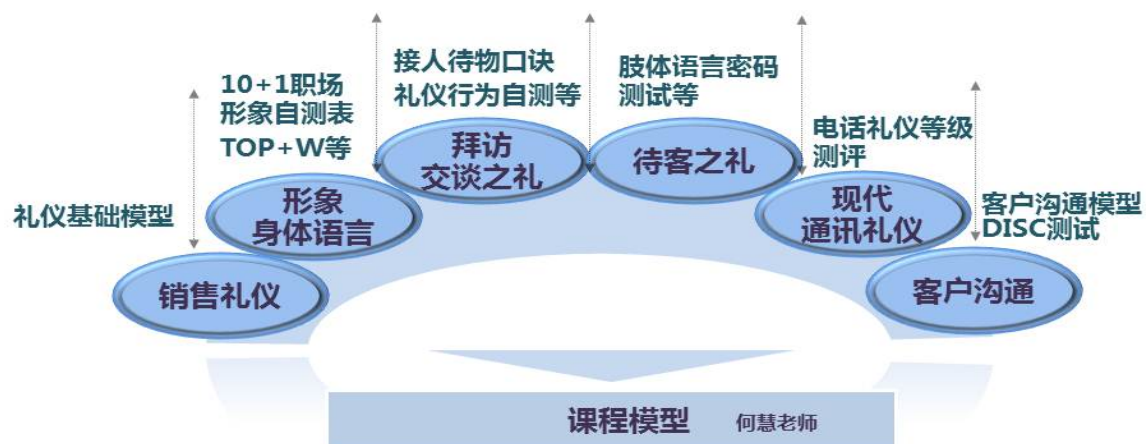 10+1职场
形象自测表
TOP+W等
接人待物口诀
礼仪行为自测等
肢体语言密码
测试等
电话礼仪等级
测评
礼仪基础模型
客户沟通模型
DISC测试
销售礼仪
形象
身体语言
拜访
交谈之礼
待客之礼
现代
通讯礼仪
客户沟通
课程模型 何慧老师